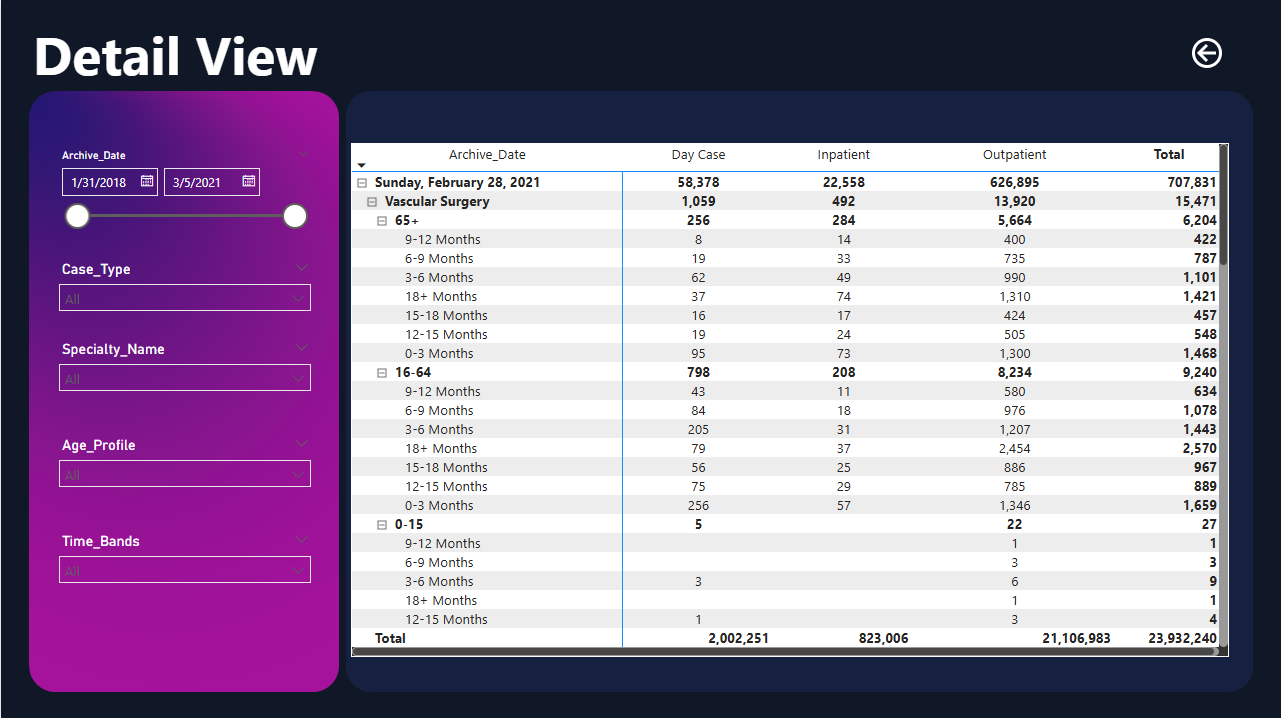 Detail View
Archive_Date
1/31/2018 3/5/2021
Case_Type
All
Specialty_Name
All
Age_Profile
All
Time_Bands
All
Archive_Date Day Case Inpatient Outpatient Total
Sunday, February 28, 2021 58,378 22,558 626,895 707,831
Vascular Surgery 1,059 492 13,920 15,471
65+ 256 284 5,664 6,204
9-12 Months 8 14 400 422
6-9 Months 19 33 735 787
3-6 Months 62 49 990 1,101
18+ Months 37 74 1,310 1,421
15-18 Months 16 17 424 457
12-15 Months 19 24 505 548
0-3 Months 95 73 1,300 1,468
16-64 798 208 8,234 9,240
9-12 Months 43 11 580 634
6-9 Months 84 18 976 1,078
3-6 Months 205 31 1,207 1,443
18+ Months 79 37 2,454 2,570
15-18 Months 56 25 886 967
12-15 Months 75 29 785 889
0-3 Months 256 57 1,346 1,659
0-15 5 22 27
9-12 Months 1 1
6-9 Months 3 3
3-6 Months 3 6 9
18+ Months 1 1
12-15 Months 1 3 4
Total 2,002,251 823,006 21,106,983 23,932,240